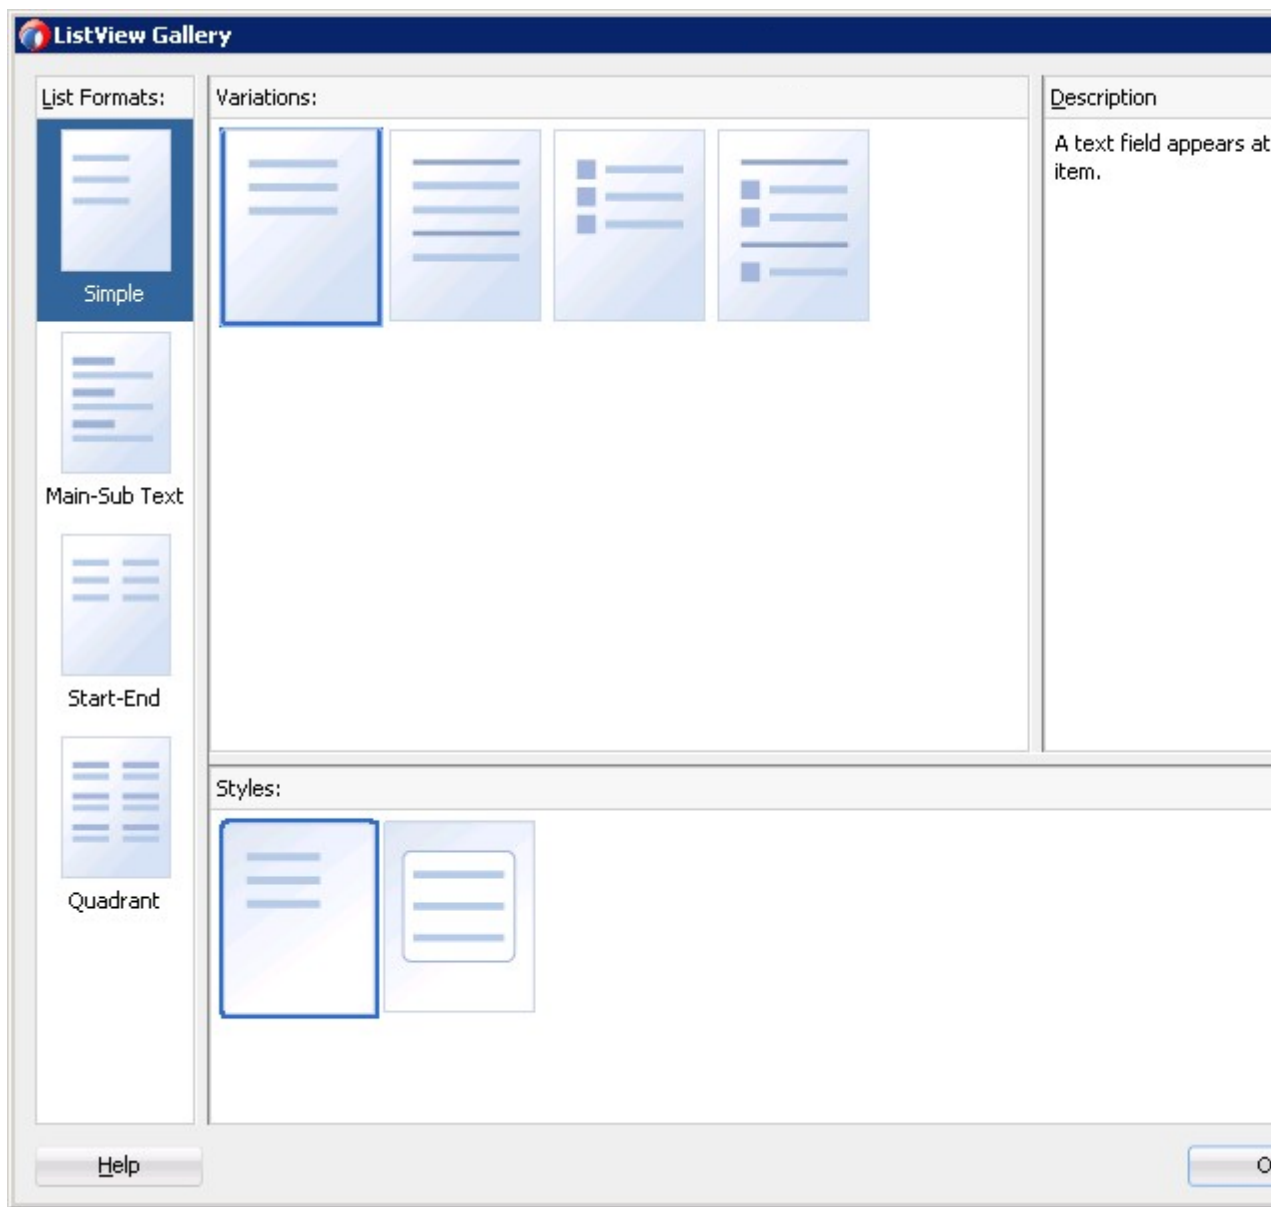 ListView Gallery
List Formats:
Variations:
Description
Simple
A text field appears at
item.
Main-Sub Text
Start-End
Quadrant
Styles:
Help